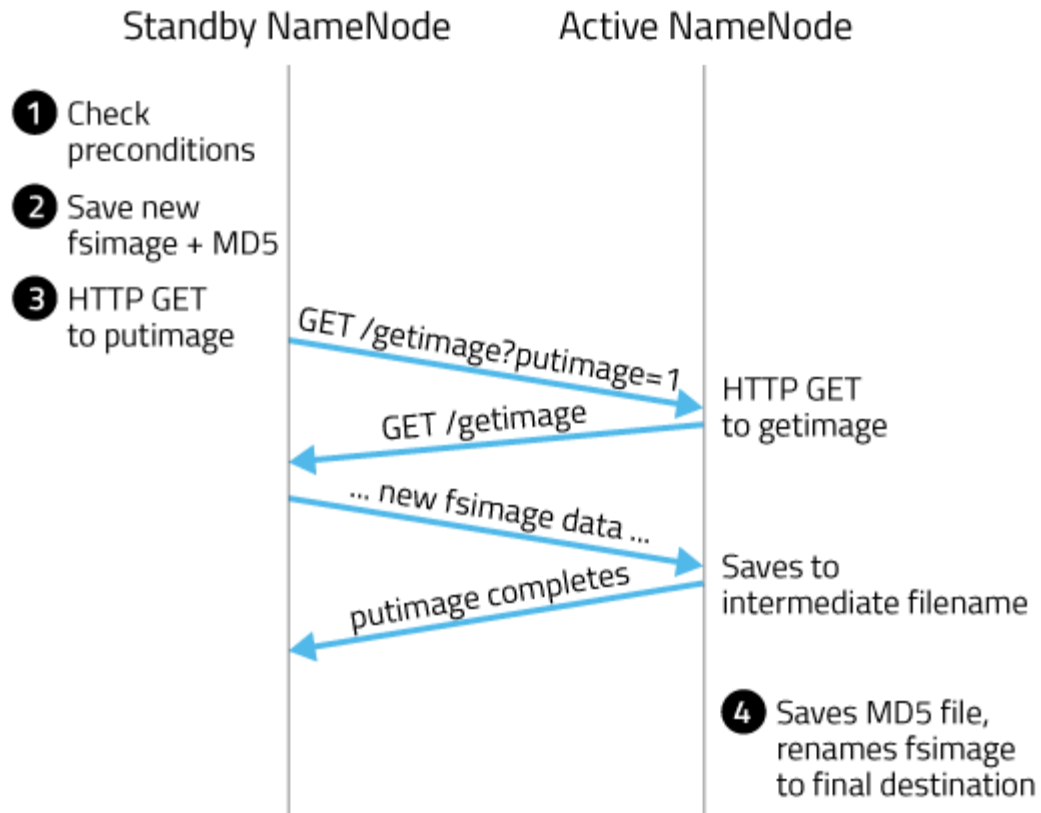 Standby NameNode
Active NameNode
1 Check
preconditions
2 Save new
fsimage + MD5
3 HTTP GET
to putimage
GET /getimage?putimage=1
HTTP GET
to getimage
GET /getimage
... new fsimage data ...
Saves to
intermediate filename
putimage completes
4 Saves MD5 file,
renames fsimage
to final destination